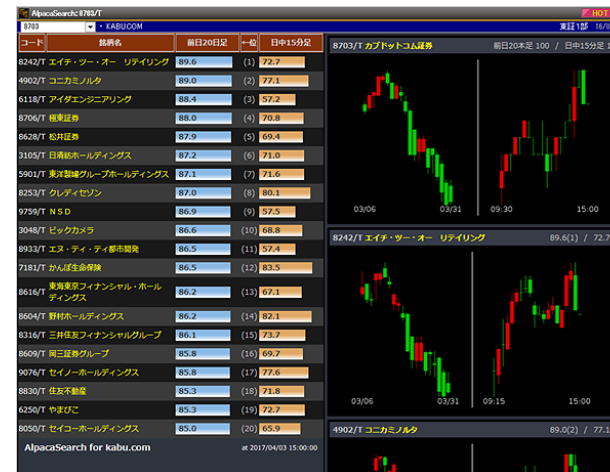 AlpacaSearch: 8703/T
HOT
8703 ・ KABU.COM 東証1部 16/0
コード 銘柄名 前日20日足 ←位 日中15分足
8242/T エイチ・ツー・オー リテイリング 89.6 (1) 72.7
4902/T コニカミノルタ 89.0 (2) 77.1
6118/T アイダエンジニアリング 88.4 (3) 57.2
8706/T 極東証券 88.0 (4) 70.8
8628/T 松井証券 87.9 (5) 69.4
3105/T 日清紡ホールディングス 87.2 (6) 71.0
5901/T 東洋製罐グループホールディングス 87.1 (7) 71.6
8253/T クレディセゾン 87.0 (8) 80.1
9759/T NSD 86.9 (9) 57.5
3048/T ビックカメラ 86.6 (10) 68.8
8933/T エヌ・ティ・ティ都市開発 86.5 (11) 57.4
7181/T かんぽ生命保険 86.5 (12) 83.5
8616/T 東海東京フィナンシャル・ホールディングス 86.2 (13) 67.1
8604/T 野村ホールディングス 86.2 (14) 82.1
8316/T 三井住友フィナンシャルグループ 86.1 (15) 73.7
8609/T 岡三証券グループ 85.8 (16) 69.7
9076/T セイノーホールディングス 85.8 (17) 77.6
8830/T 住友不動産 85.3 (18) 71.8
6250/T やまびこ 85.3 (19) 72.7
8050/T セイコーホールディングス 85.0 (20) 65.9
AlpacaSearch for kabu.com at 2017/04/03 15:00:00
8703/T カブドットコム証券 前日20本足 100 / 日中15分足 1
03/06 03/31 09:30 15:00
8242/T エイチ・ツー・オー リテイリング 89.6(1) / 72.7
03/06 03/31 09:15 15:00
4902/T コニカミノルタ 89.0(2) / 77.1